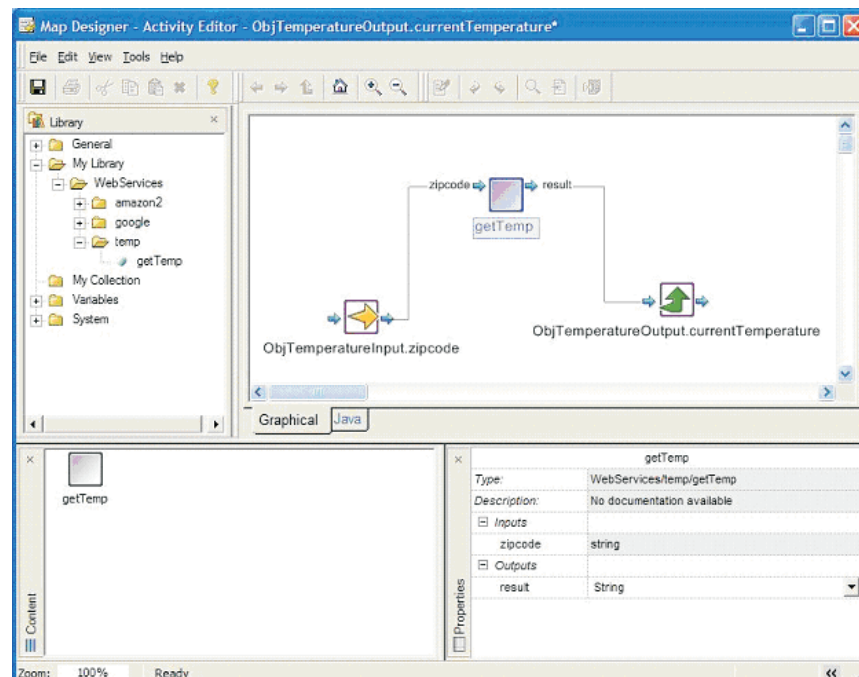 Map Designer - Activity Editor - ObjTemperatureOutput.currentTemperature*
File Edit View Tools Help
Library
General
My Library
WebServices
amazon2
google
temp
getTemp
My Collection
Variables
System
zipcode
result
getTemp
ObjTemperatureInput.zipcode
ObjTemperatureOutput.currentTemperature
Graphical Java
getTemp
Content
Properties
getTemp
Type: WebServices/temp/getTemp
Description: No documentation available
Inputs
zipcode string
Outputs
result String
Zoom: 100% Ready